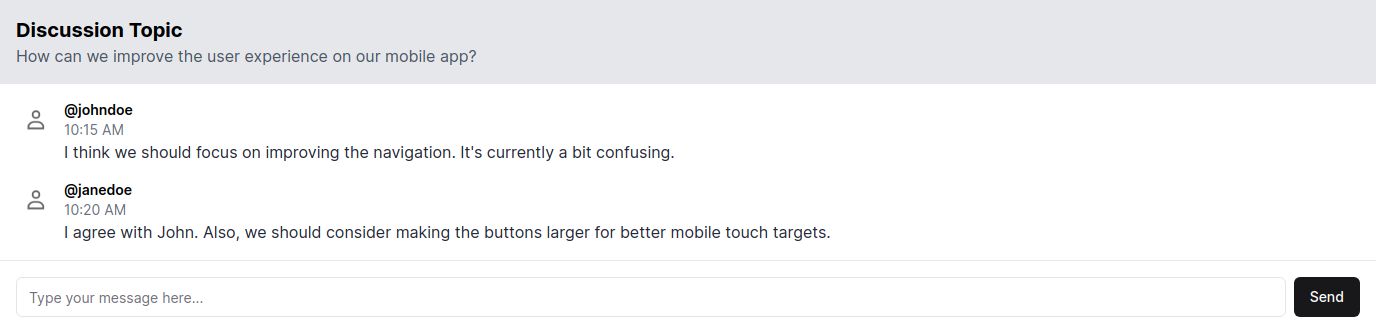 Discussion Topic
How can we improve the user experience on our mobile app?
@johndoe
10:15 AM
I think we should focus on improving the navigation. It's currently a bit confusing.
@janedoe
10:20 AM
I agree with John. Also, we should consider making the buttons larger for better mobile touch targets.
Type your message here...
Send